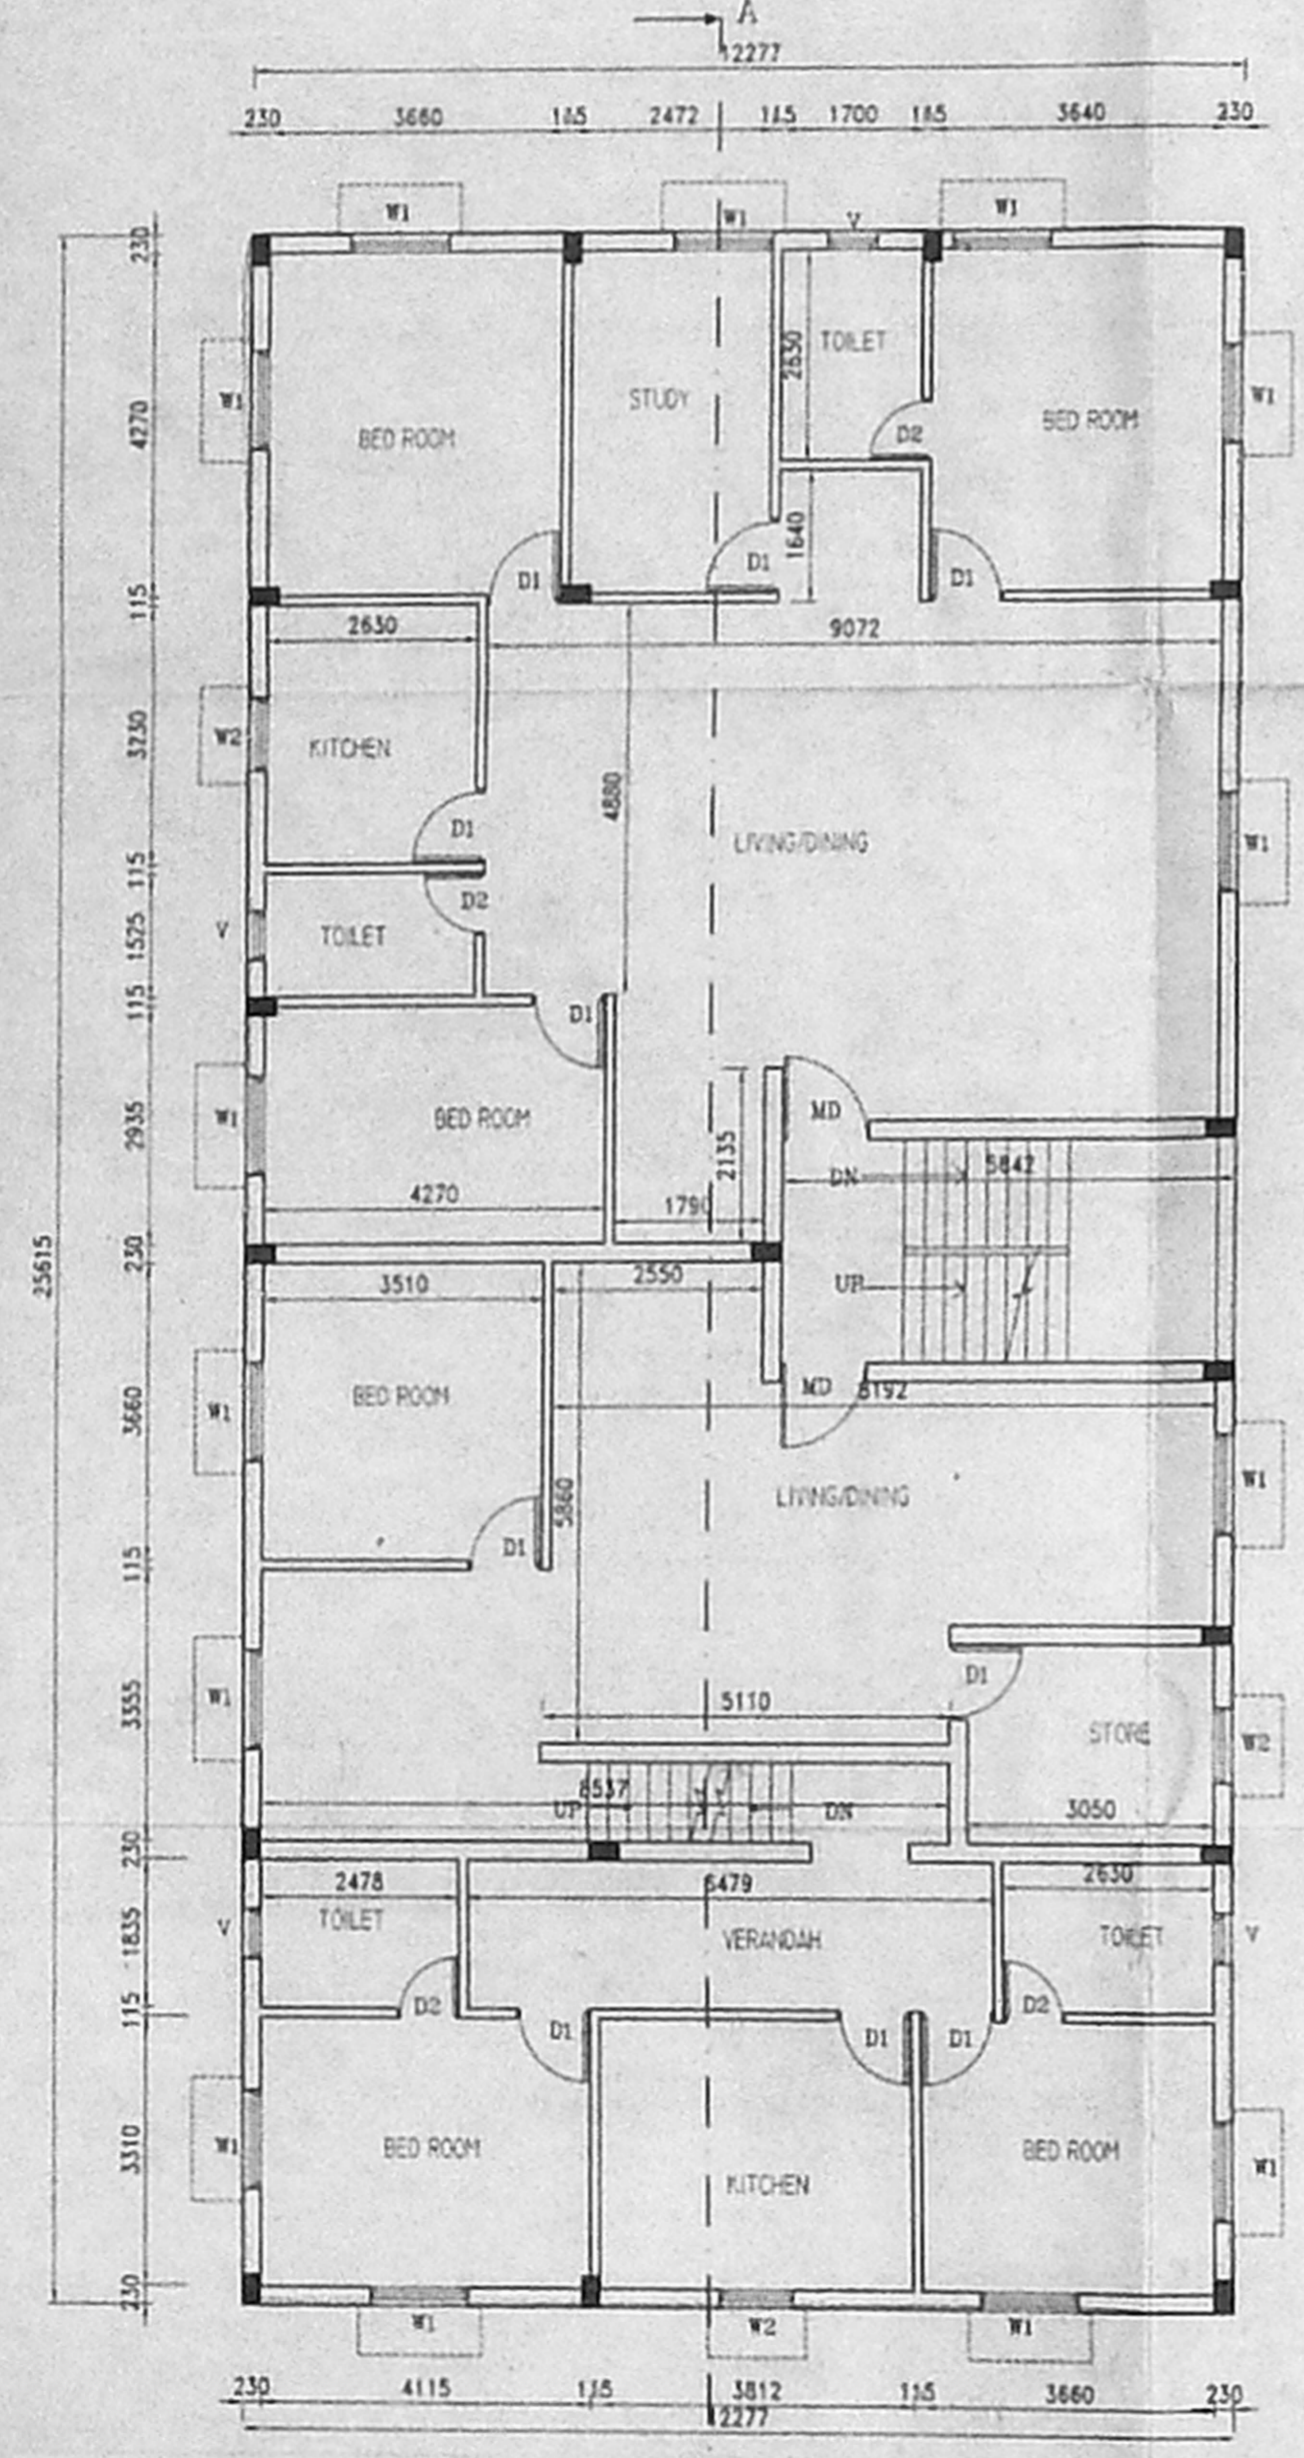 A
12277
230 3660 115 2472 115 1700 115 3640 230
W1 W1 V W1
230
2630 TOILET
W1 STUDY W1
4270 BED ROOM D2 BED ROOM
1640
D1 D1 D1
115
2630 9072
3730 W2 KITCHEN
4880
D1 LIVING/DINING W1
115
D2
V 1525 TOILET
115
D1
2935 W1 BED ROOM MD
2135
4270 1790 DN 5842
25615
230
3510 2550 UP
3660 W1 BED ROOM MD 8192
W1
5860 LIVING/DINING
115 D1
3555 W1 5110 D1
STORE W2
8537
UP DN 3050
230
2478 6479 2630
1835 V TOILET VERANDAH TOILET V
115 D2 D1 D1 D1 D2
3310 W1 BED ROOM KITCHEN BED ROOM W1
230
W1 W2 W1
230 4115 115 3812 115 3660 230
12277